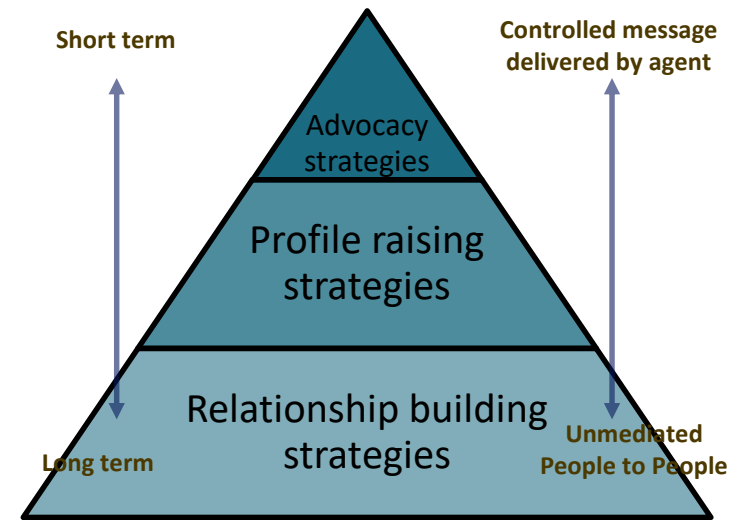 Short term
Controlled message
delivered by agent
Advocacy
strategies
Profile raising
strategies
Relationship building
strategies
Long term
Unmediated
People to People